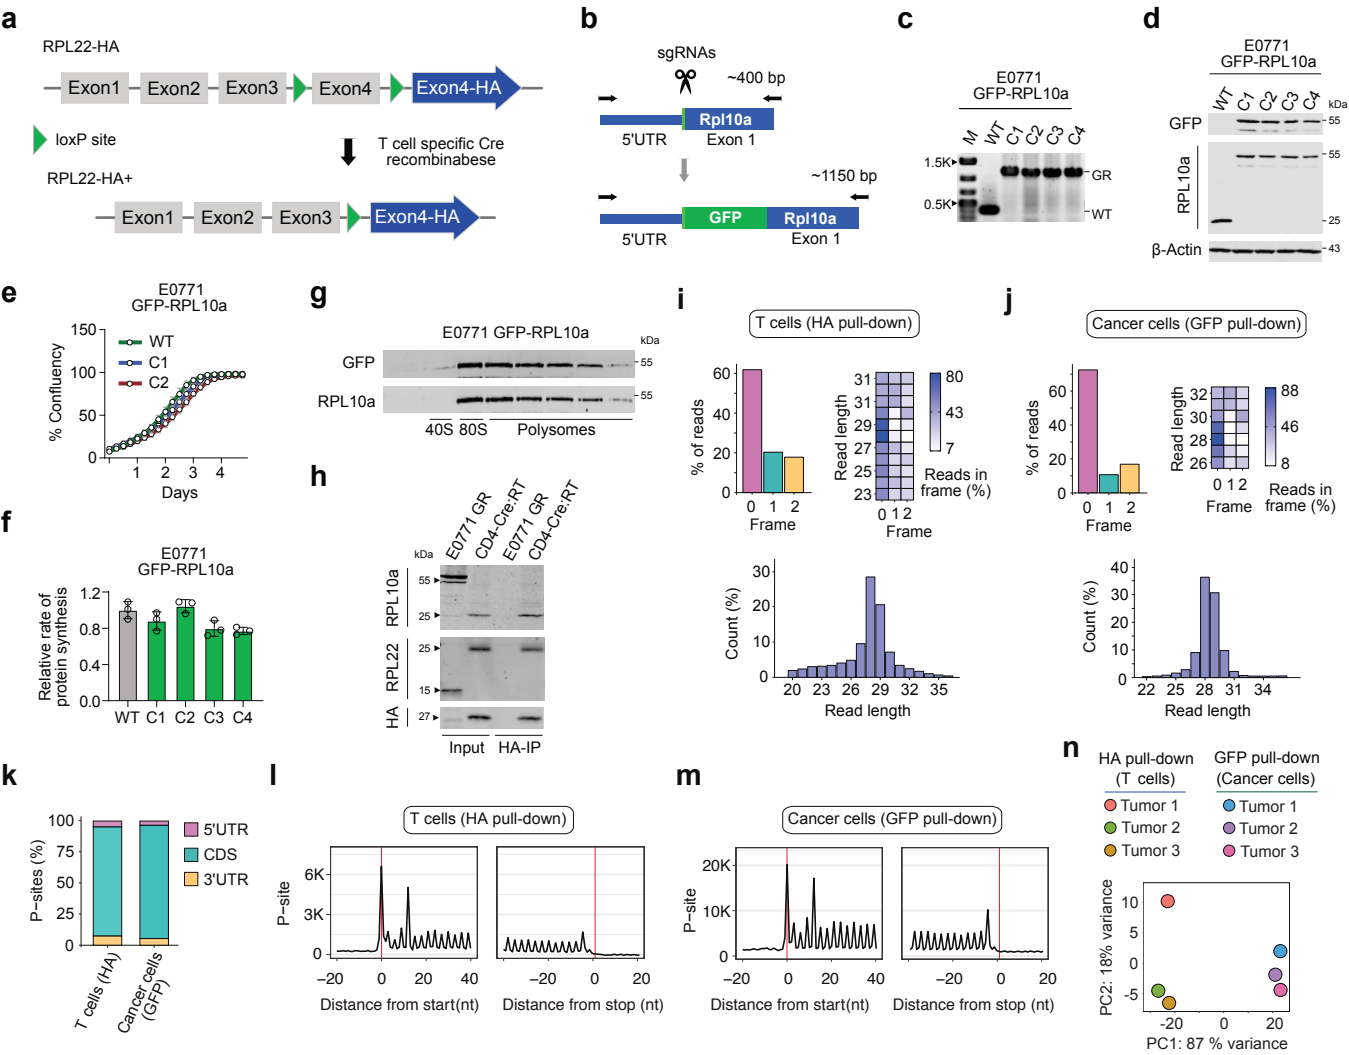 a
RPL22-HA
Exon1
Exon2
Exon3
Exon4
Exon4-HA
loxP site
T cell specific Cre
recombinabese
RPL22-HA+
Exon1
Exon2
Exon3
Exon4-HA
b
sgRNAs
~400 bp
Rpl10a
5'UTR
Exon 1
~1150 bp
GFP
Rpl10a
5'UTR
Exon 1
c
E0771
GFP-RPL10a
M
WT
C1
C2
C3
C4
1.5K
0.5K
GR
WT
d
E0771
GFP-RPL10a
WT
C1
C2
C3
C4
kDa
GFP
55
RPL10a
55
25
β-Actin
43
e
E0771
GFP-RPL10a
% Confluency
150
100
50
0
WT
C1
C2
1 2 3 4
Days
f
E0771
GFP-RPL10a
Relative rate of
protein synthesis
1.2
0.8
0.4
0.0
WT C1 C2 C3 C4
g
E0771 GFP-RPL10a
kDa
GFP
55
RPL10a
55
40S 80S Polysomes
h
E0771 GR
CD4-Cre:RT
E0771 GR
CD4-Cre:RT
kDa
RPL10a
55
25
RPL22
25
15
HA
27
Input
HA-IP
i
T cells (HA pull-down)
% of reads
60
40
20
0
0 1 2
Frame
Read length
31
31
29
27
25
23
0 1 2
Frame
80
43
7
Reads in
frame (%)
Count (%)
30
20
10
0
20 23 26 29 32 35
Read length
j
Cancer cells (GFP pull-down)
% of reads
60
40
20
0
0 1 2
Frame
Read length
32
30
28
26
0 1 2
Frame
88
46
8
Reads in
frame (%)
Count (%)
40
30
20
10
0
22 25 28 31 34
Read length
k
P-sites (%)
100
75
50
25
0
T cells (HA)
Cancer cells
(GFP)
5'UTR
CDS
3'UTR
l
T cells (HA pull-down)
P−site
6K
3K
0
−20 0 20 40
Distance from start(nt)
−40 −20 0 20
Distance from stop (nt)
m
Cancer cells (GFP pull-down)
P−site
20K
10K
0
−20 0 20 40
Distance from start(nt)
−40 −20 0 20
Distance from stop (nt)
n
HA pull-down
(T cells)
Tumor 1
Tumor 2
Tumor 3
GFP pull-down
(Cancer cells)
Tumor 1
Tumor 2
Tumor 3
PC2: 18% variance
10
5
0
-5
-20 0 20
PC1: 87 % variance